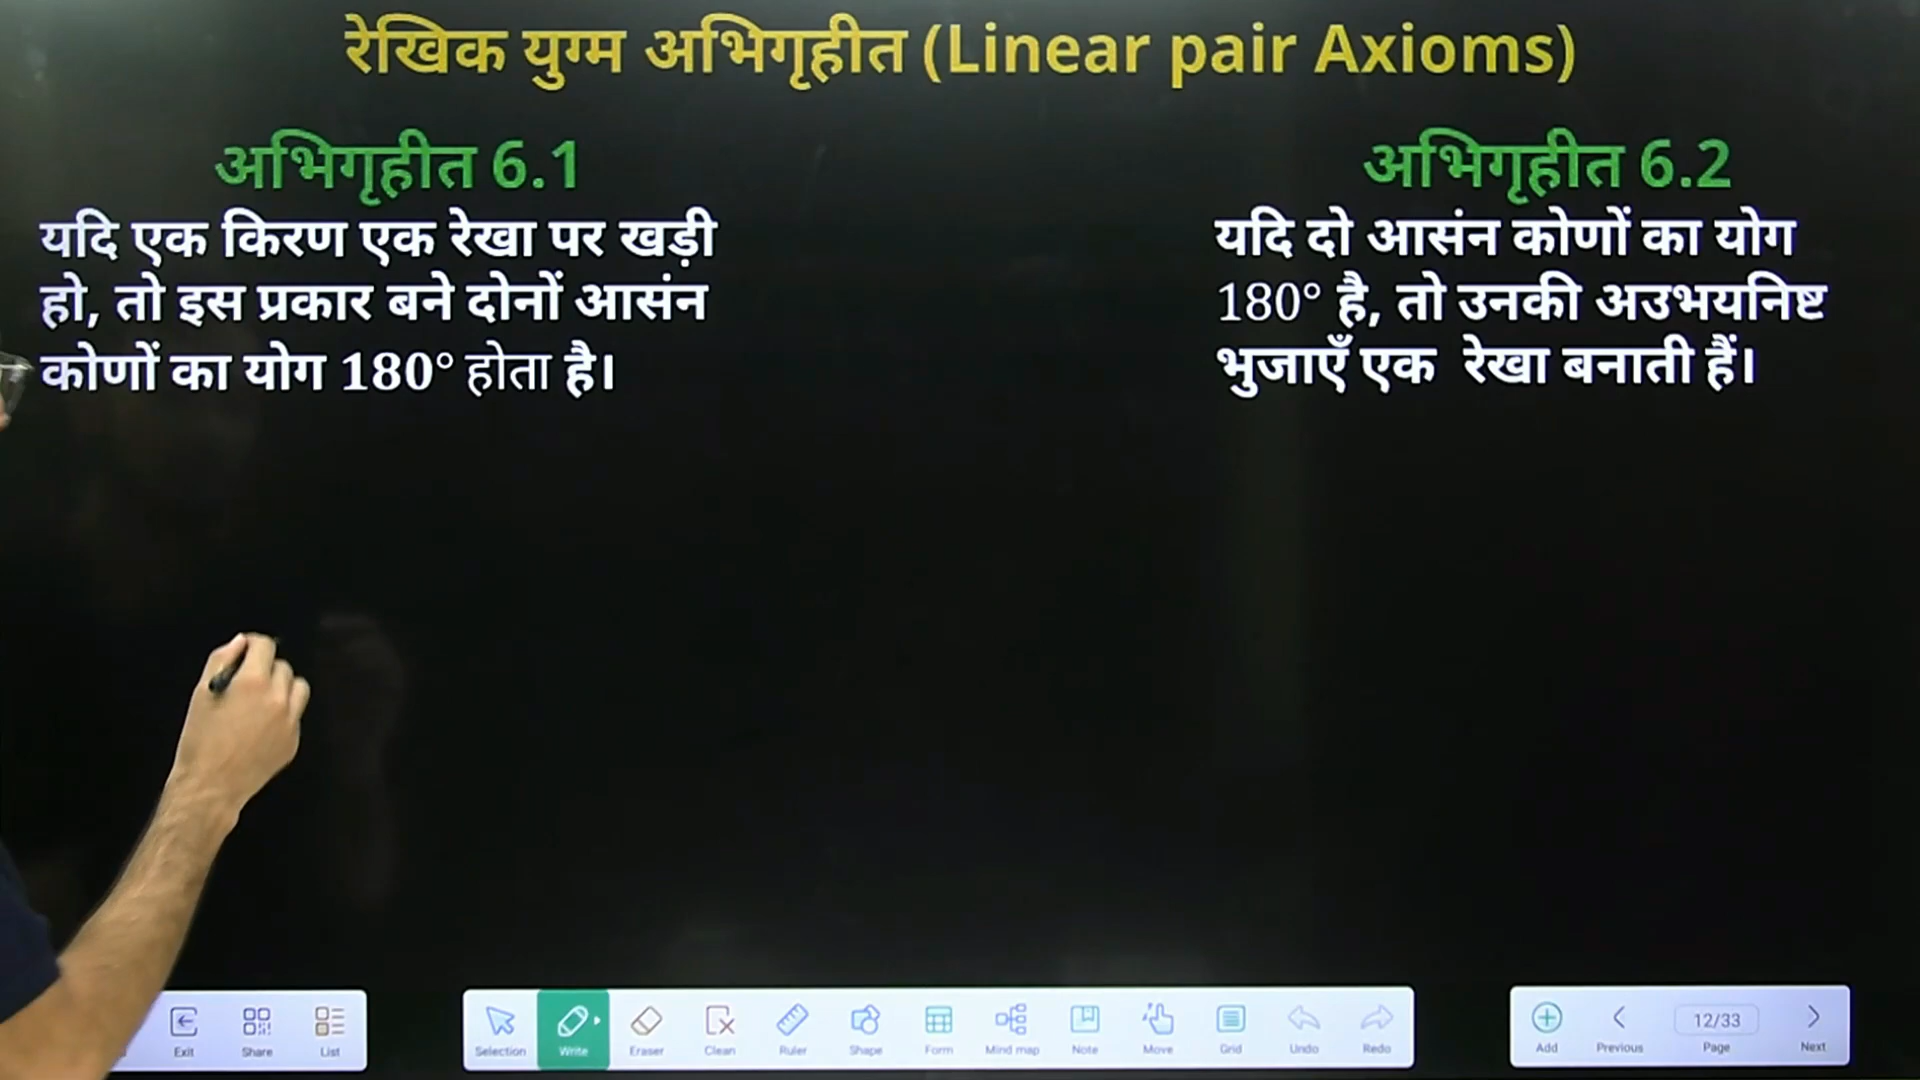 रेखिक युग्म अभिगृहीत (Linear pair Axioms)
अभिगृहीत 6.1
यदि एक किरण एक रेखा पर खड़ी
हो, तो इस प्रकार बने दोनों आसंन
कोणों का योग 180° होता है।
अभिगृहीत 6.2
यदि दो आसंन कोणों का योग
180° है, तो उनकी अउभयनिष्ट
भुजाएँ एक रेखा बनाती हैं।
Exit Share List
Selection Write Eraser Clean Ruler Shape Form Mind map Note Move Grid Undo Redo
12/33
Add Previous Page Next